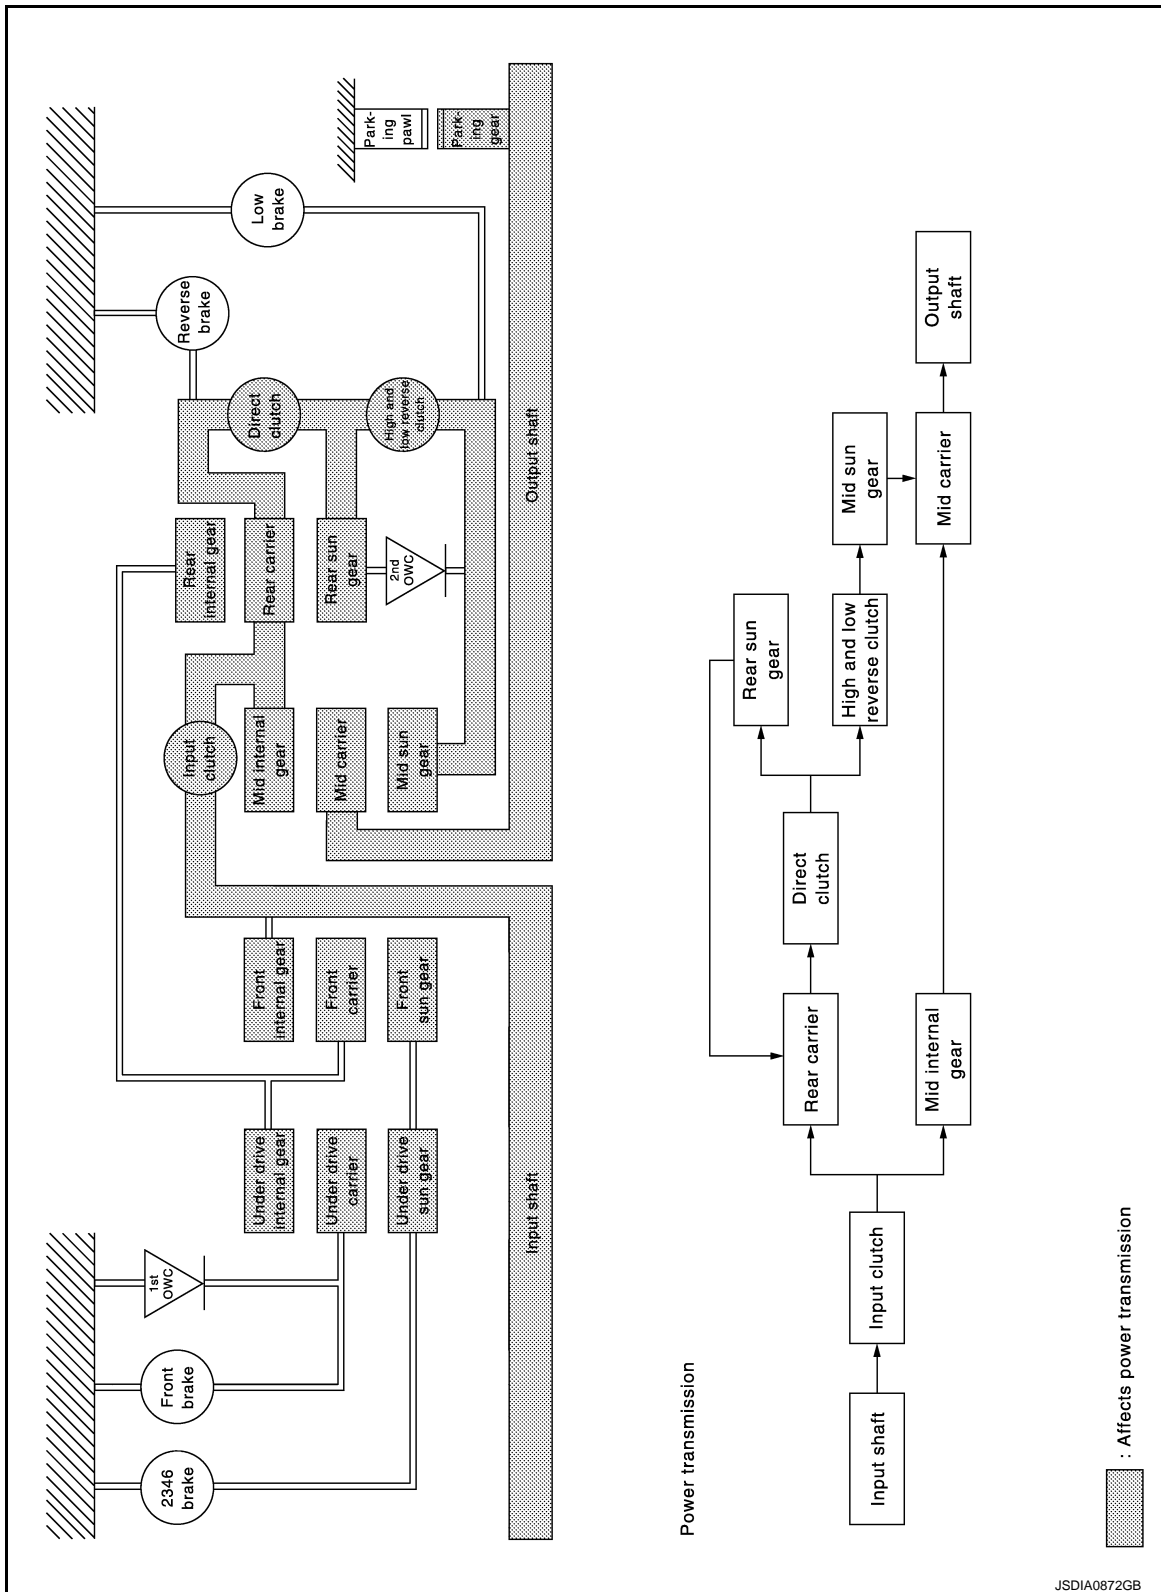 2346
brake
Front
brake
1st
OWC
Under drive
internal gear
Under drive
carrier
Under drive
sun gear
Front
internal gear
Front
carrier
Front
sun gear
Input shaft
Input
clutch
Mid internal
gear
Mid carrier
Mid sun
gear
Rear
internal gear
Rear carrier
Rear sun
gear
2nd
OWC
Direct
clutch
High and
low reverse
clutch
Reverse
brake
Low
brake
Park-
ing
pawl
Park-
ing
gear
Output shaft
Power transmission
Input shaft
Input clutch
Rear carrier
Mid internal
gear
Direct
clutch
Rear sun
gear
High and low
reverse clutch
Mid sun
gear
Mid carrier
Output
shaft
: Affects power transmission
JSDIA0872GB